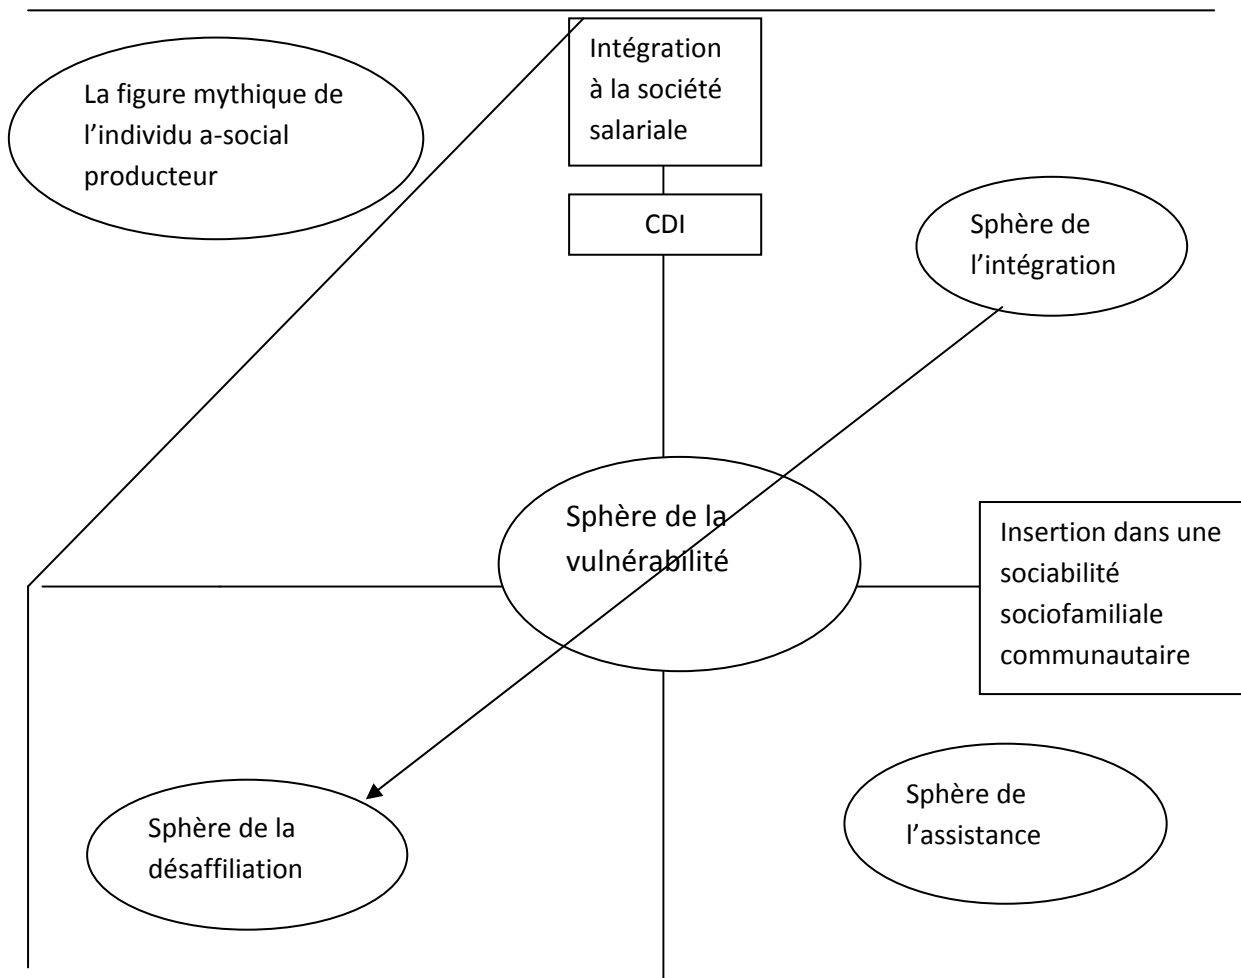 La figure mythique de
l’individu a-social
producteur
Intégration
à la société
salariale
CDI
Sphère de
l’intégration
Sphère de la
vulnérabilité
Insertion dans une
sociabilité
sociofamiliale
communautaire
Sphère de la
désaffiliation
Sphère de
l’assistance